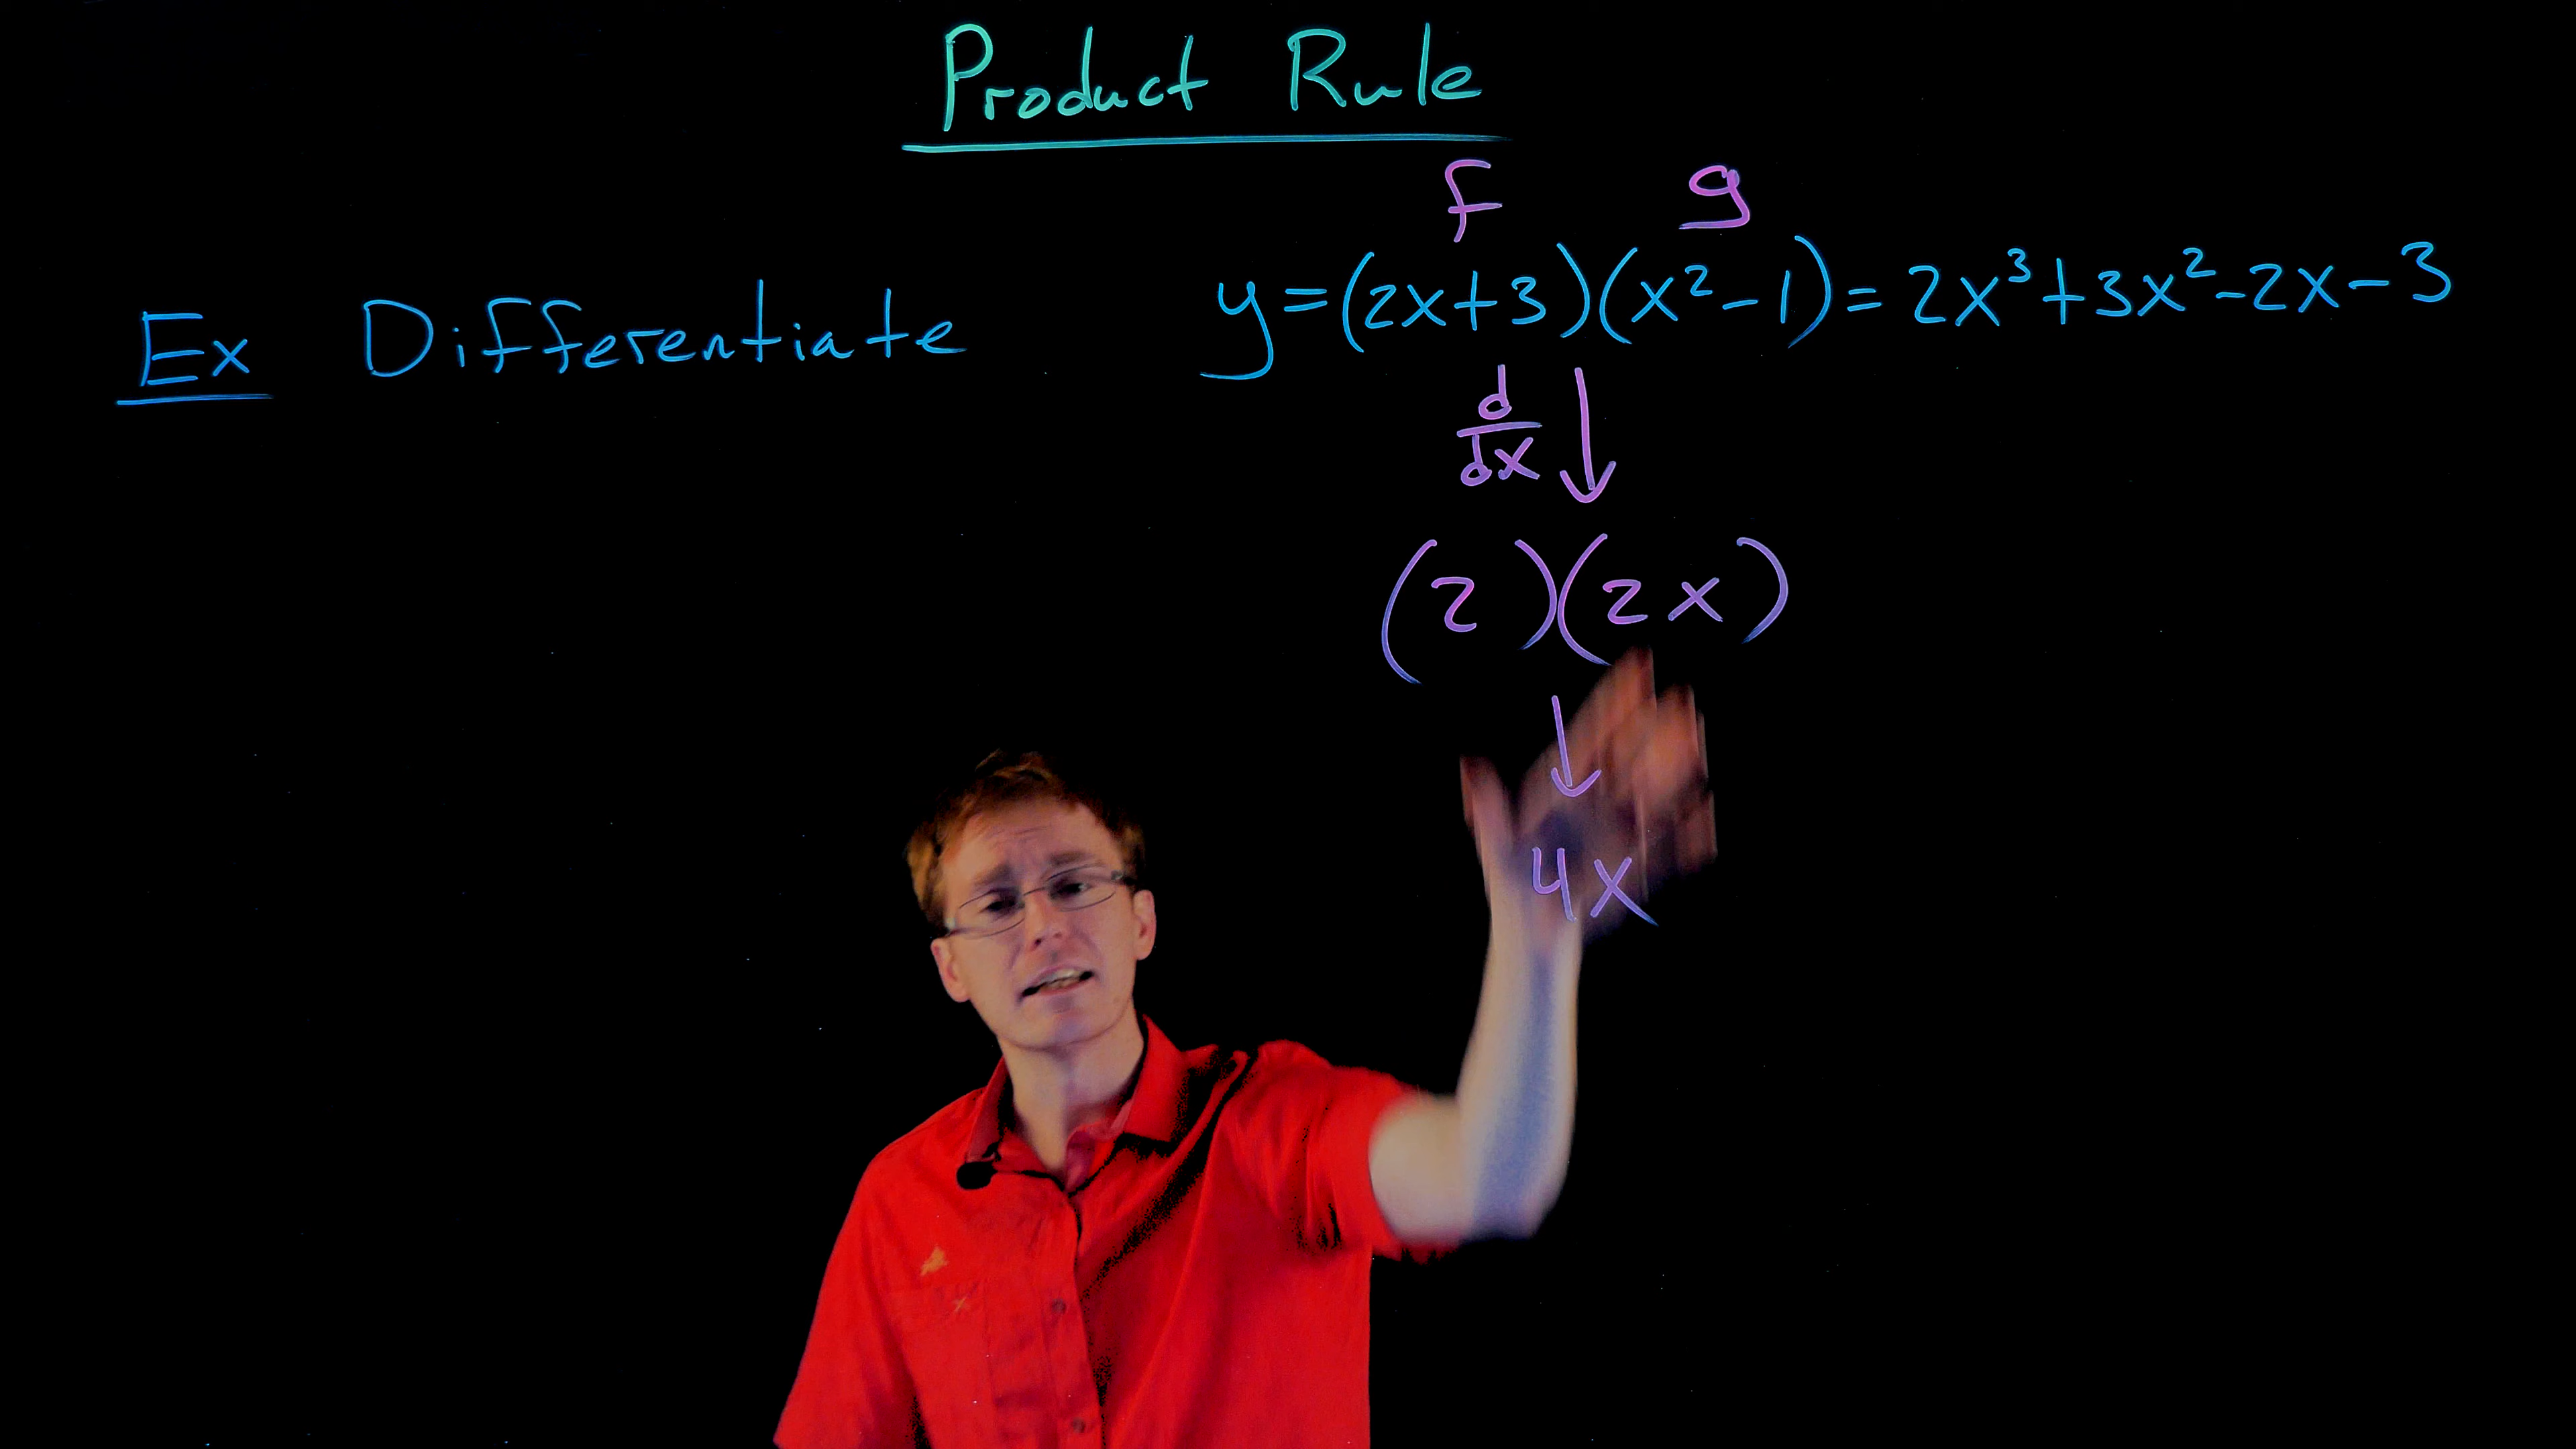 Product Rule
f g
Ex Differentiate y=(2x+3)(x²-1)=2x³+3x²-2x-3
d/dx ↓
(2)(2x)
↓
4x